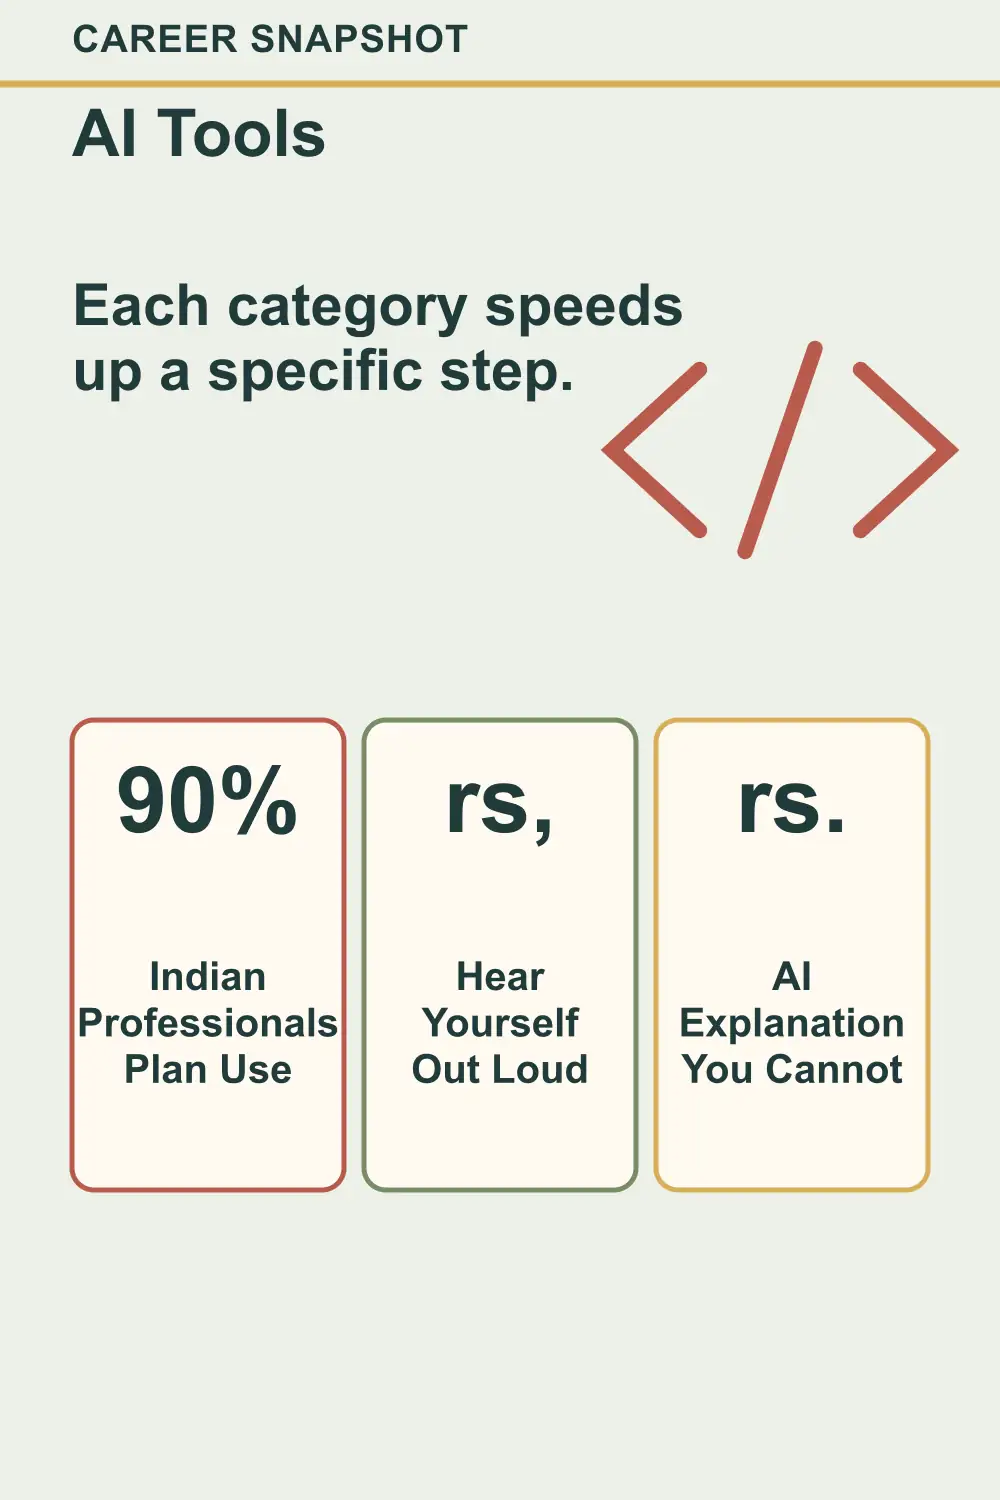 CAREER SNAPSHOT
AI Tools
Each category speeds
up a specific step.
</>
90%
Indian
Professionals
Plan Use
rs,
Hear
Yourself
Out Loud
rs.
AI
Explanation
You Cannot